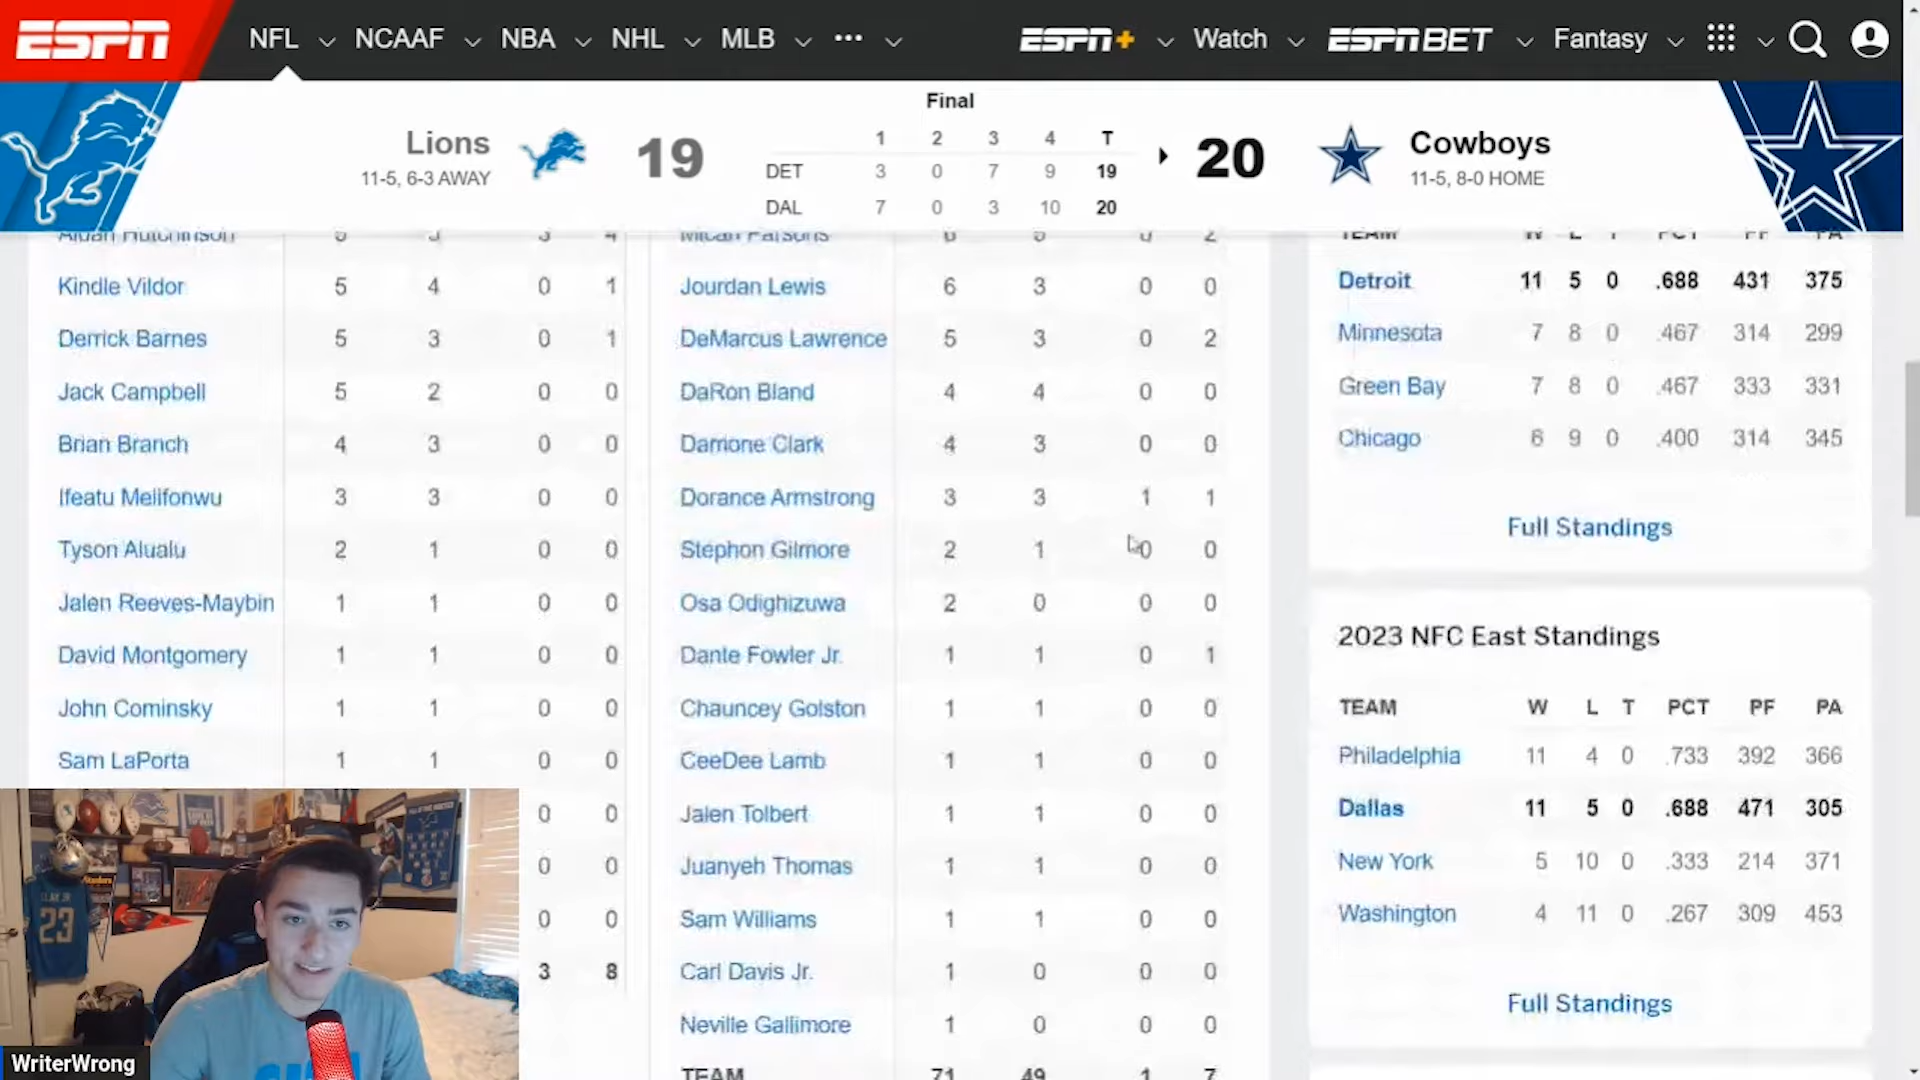 ESPN NFL NCAAF NBA NHL MLB ••• ESPN+ Watch ESPN BET Fantasy
Final
Lions 19 1 2 3 4 T 20 Cowboys
11-5, 6-3 AWAY DET 3 0 7 9 19 11-5, 8-0 HOME
DAL 7 0 3 10 20
Aidan Hutchinson
Kindle Vildor 5 4 0 1
Derrick Barnes 5 3 0 1
Jack Campbell 5 2 0 0
Brian Branch 4 3 0 0
Ifeatu Melifonwu 3 3 0 0
Tyson Alualu 2 1 0 0
Jalen Reeves-Maybin 1 1 0 0
David Montgomery 1 1 0 0
John Cominsky 1 1 0 0
Sam LaPorta 1 1 0 0
0 0
0 0
0 0
3 8
Micah Parsons
Jourdan Lewis 6 3 0 0
DeMarcus Lawrence 5 3 0 2
DaRon Bland 4 4 0 0
Damone Clark 4 3 0 0
Dorance Armstrong 3 3 1 1
Stephon Gilmore 2 1 0 0
Osa Odighizuwa 2 0 0 0
Dante Fowler Jr. 1 1 0 1
Chauncey Golston 1 1 0 0
CeeDee Lamb 1 1 0 0
Jalen Tolbert 1 1 0 0
Juanyeh Thomas 1 1 0 0
Sam Williams 1 1 0 0
Carl Davis Jr. 1 0 0 0
Neville Gallimore 1 0 0 0
TEAM 71 49 1 7
TEAM W L T PCT PF PA
Detroit 11 5 0 .688 431 375
Minnesota 7 8 0 .467 314 299
Green Bay 7 8 0 .467 333 331
Chicago 6 9 0 .400 314 345
Full Standings
2023 NFC East Standings
TEAM W L T PCT PF PA
Philadelphia 11 4 0 .733 392 366
Dallas 11 5 0 .688 471 305
New York 5 10 0 .333 214 371
Washington 4 11 0 .267 309 453
Full Standings
23
WriterWrong